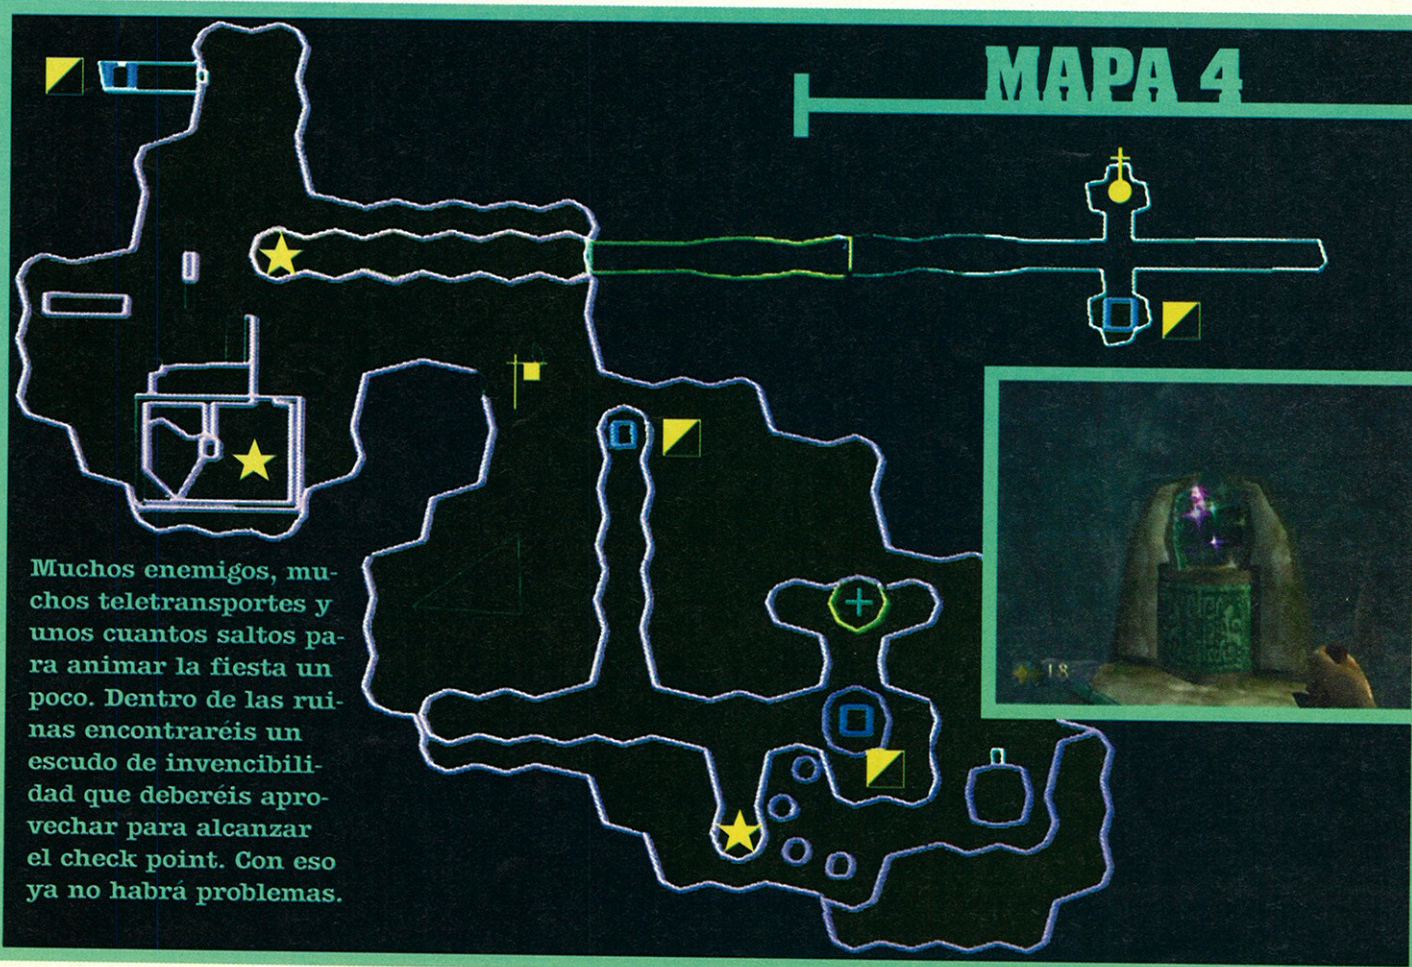 MAPA 4
18
Muchos enemigos, mu-
chos teletransportes y
unos cuantos saltos pa-
ra animar la fiesta un
poco. Dentro de las rui-
nas encontraréis un
escudo de invencibili-
dad que deberéis apro-
vechar para alcanzar
el check point. Con eso
ya no habrá problemas.